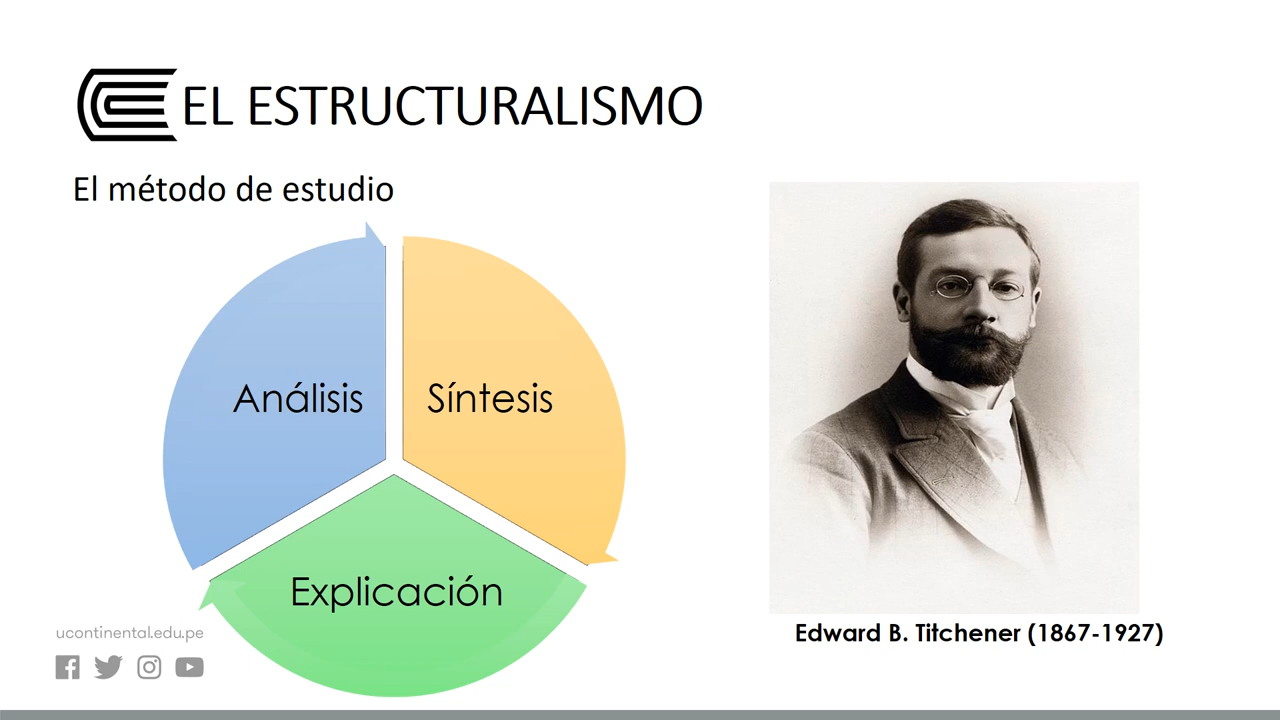 EL ESTRUCTURALISMO
El método de estudio
Análisis
Síntesis
Explicación
ucontinental.edu.pe
Edward B. Titchener (1867-1927)